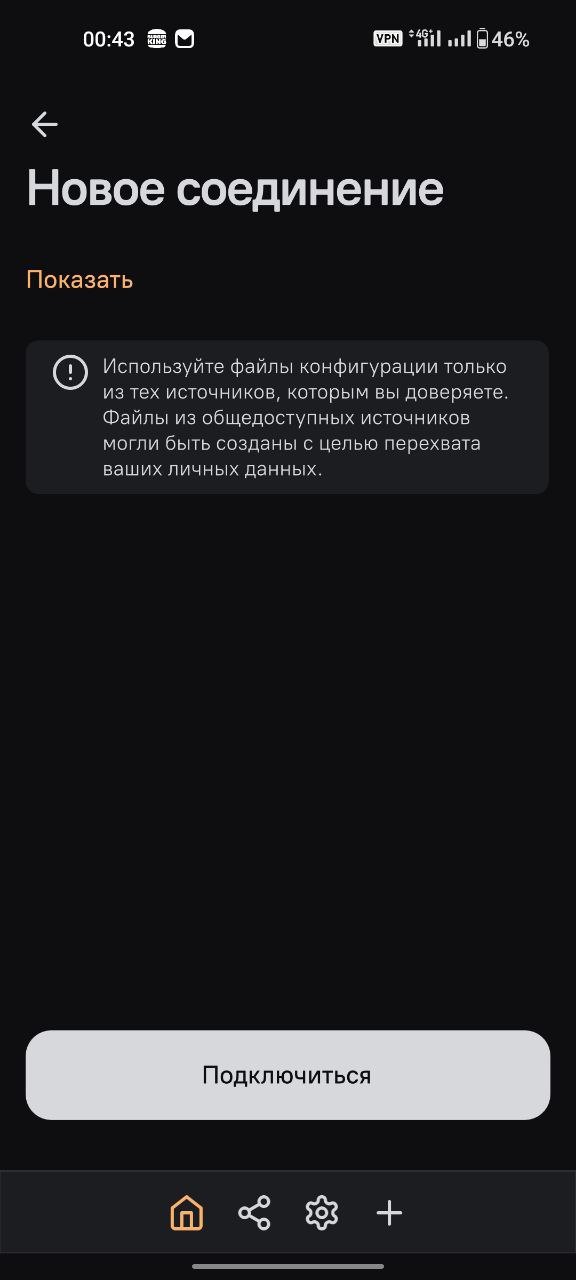 00:43 BURGER KING VPN 4G+ 46%
Новое соединение
Показать
Используйте файлы конфигурации только
из тех источников, которым вы доверяете.
Файлы из общедоступных источников
могли быть созданы с целью перехвата
ваших личных данных.
Подключиться